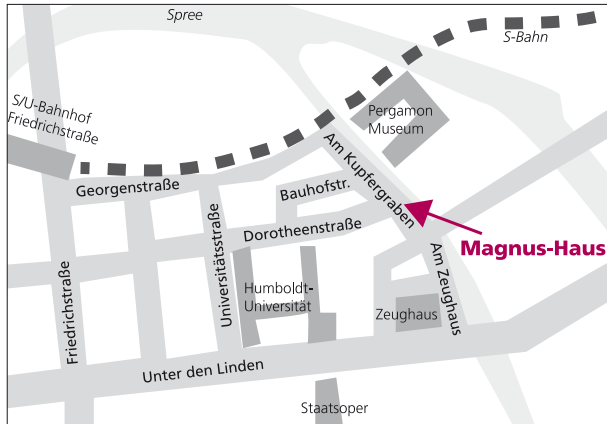 Spree
S-Bahn
S/U-Bahnhof
Friedrichstraße
Pergamon
Museum
Georgenstraße
Bauhofstr.
Am Kupfergraben
Dorotheenstraße
Universitätsstraße
Magnus-Haus
Am Zeughaus
Humboldt-
Universität
Zeughaus
Friedrichstraße
Unter den Linden
Staatsoper